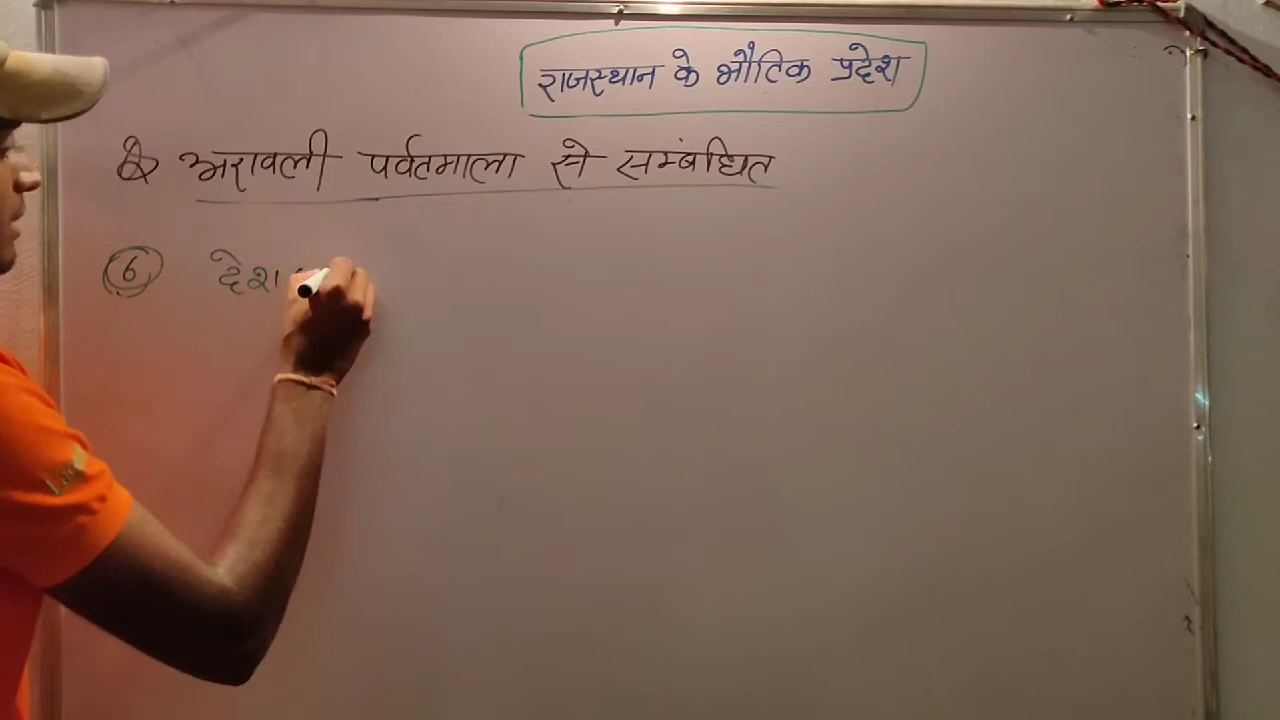 राजस्थान के भौतिक प्रदेश
अरावली पर्वतमाला से सम्बंधित
6 देश